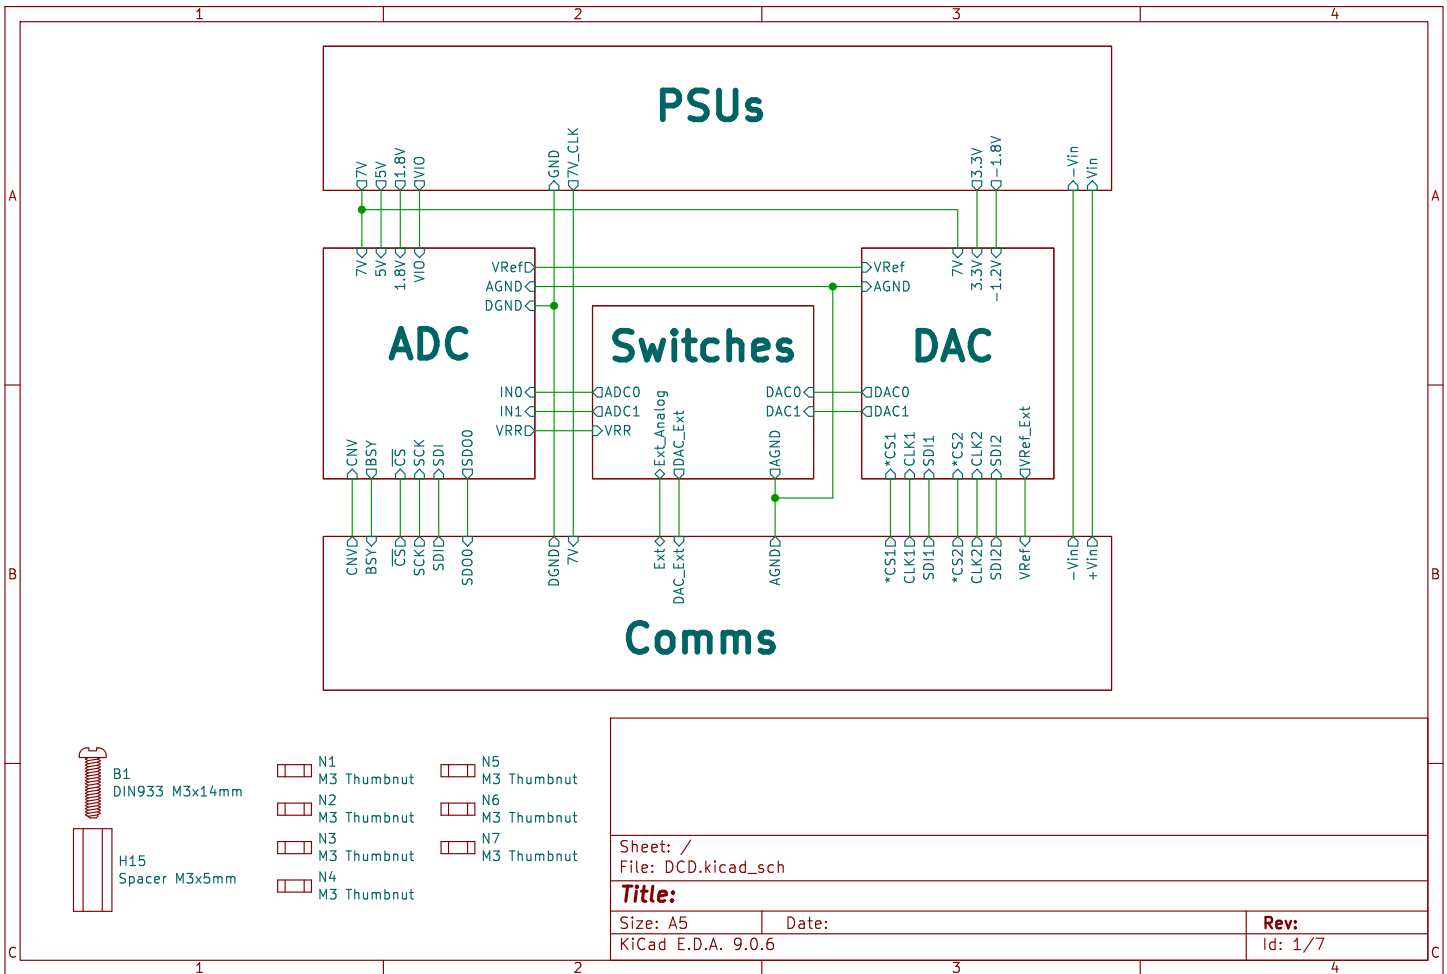 1 2 3 4
PSUs
7V 5V 1.8V VIO GND 7V_CLK 3.3V -1.8V -Vin Vin
A A
7V 5V 1.8V VIO 7V 3.3V -1.2V
VRef VRef
AGND AGND
DGND
ADC Switches DAC
IN0 ADC0 DAC0 DAC0
IN1 ADC1 DAC1 DAC1
VRR VRR
CNV BSY CS SCK SDI SDO0 Ext_Analog DAC_Ext AGND *CS1 CLK1 SDI1 *CS2 CLK2 SDI2 VRef_Ext
CNV BSY CS SCK SDI SDO0 DGND 7V Ext DAC_Ext AGND *CS1 CLK1 SDI1 *CS2 CLK2 SDI2 VRef -Vin +Vin
B B
Comms
B1
DIN933 M3x14mm
H15
Spacer M3x5mm
N1
M3 Thumbnut
N2
M3 Thumbnut
N3
M3 Thumbnut
N4
M3 Thumbnut
N5
M3 Thumbnut
N6
M3 Thumbnut
N7
M3 Thumbnut
Sheet: /
File: DCD.kicad_sch
Title:
Size: A5 Date: Rev:
KiCad E.D.A. 9.0.6 Id: 1/7
C C
1 2 3 4